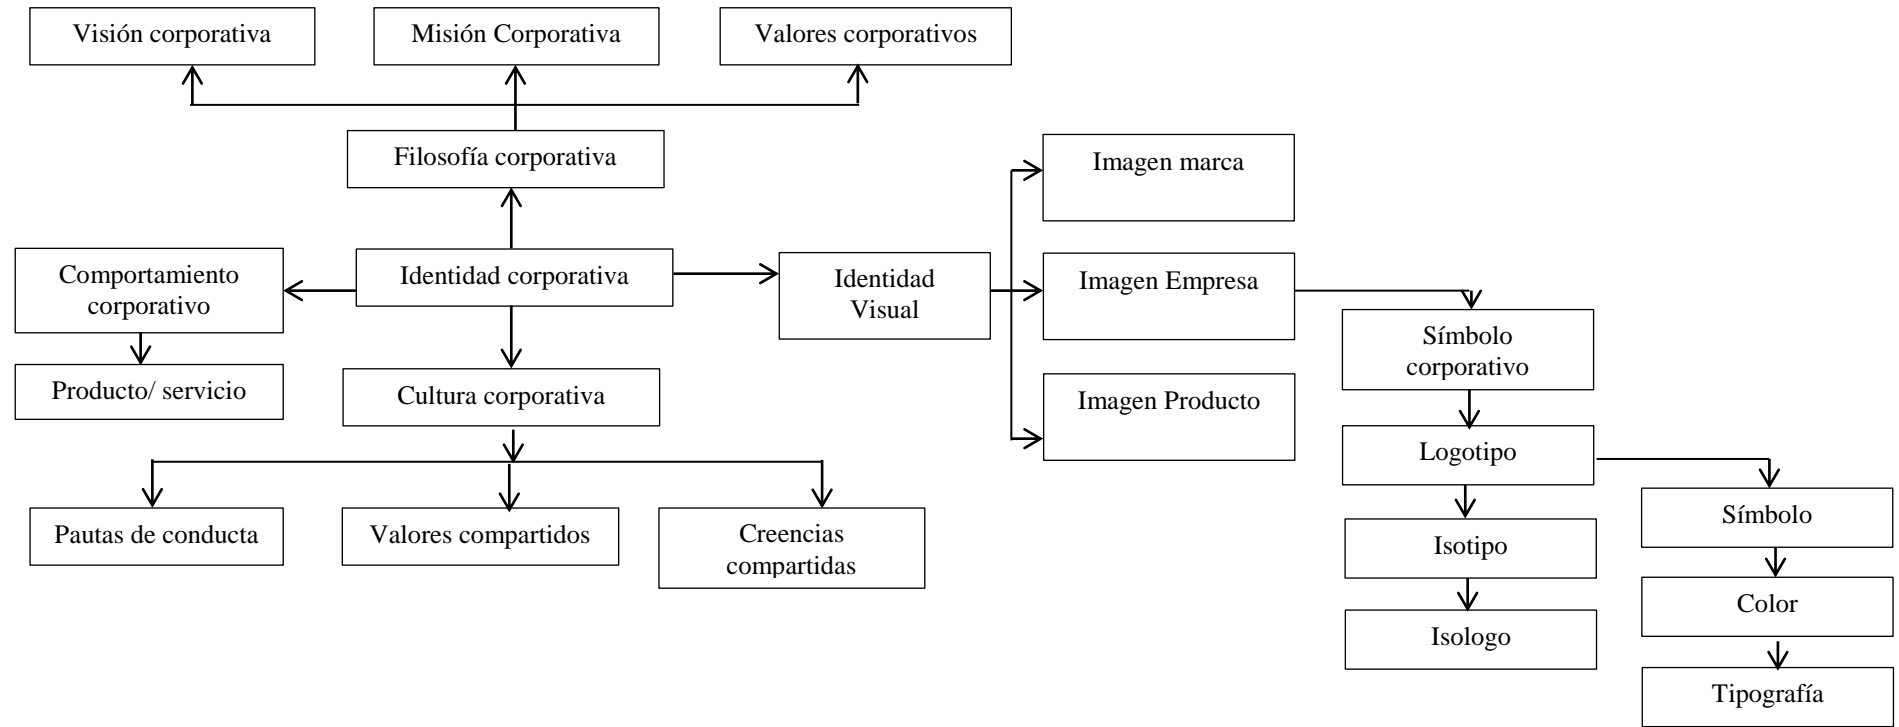 Visión corporativa
Misión Corporativa
Valores corporativos
Filosofía corporativa
Imagen marca
Comportamiento
corporativo
Identidad corporativa
Identidad
Visual
Imagen Empresa
Símbolo
corporativo
Producto/ servicio
Cultura corporativa
Imagen Producto
Logotipo
Pautas de conducta
Valores compartidos
Creencias
compartidas
Isotipo
Símbolo
Color
Isologo
Tipografía